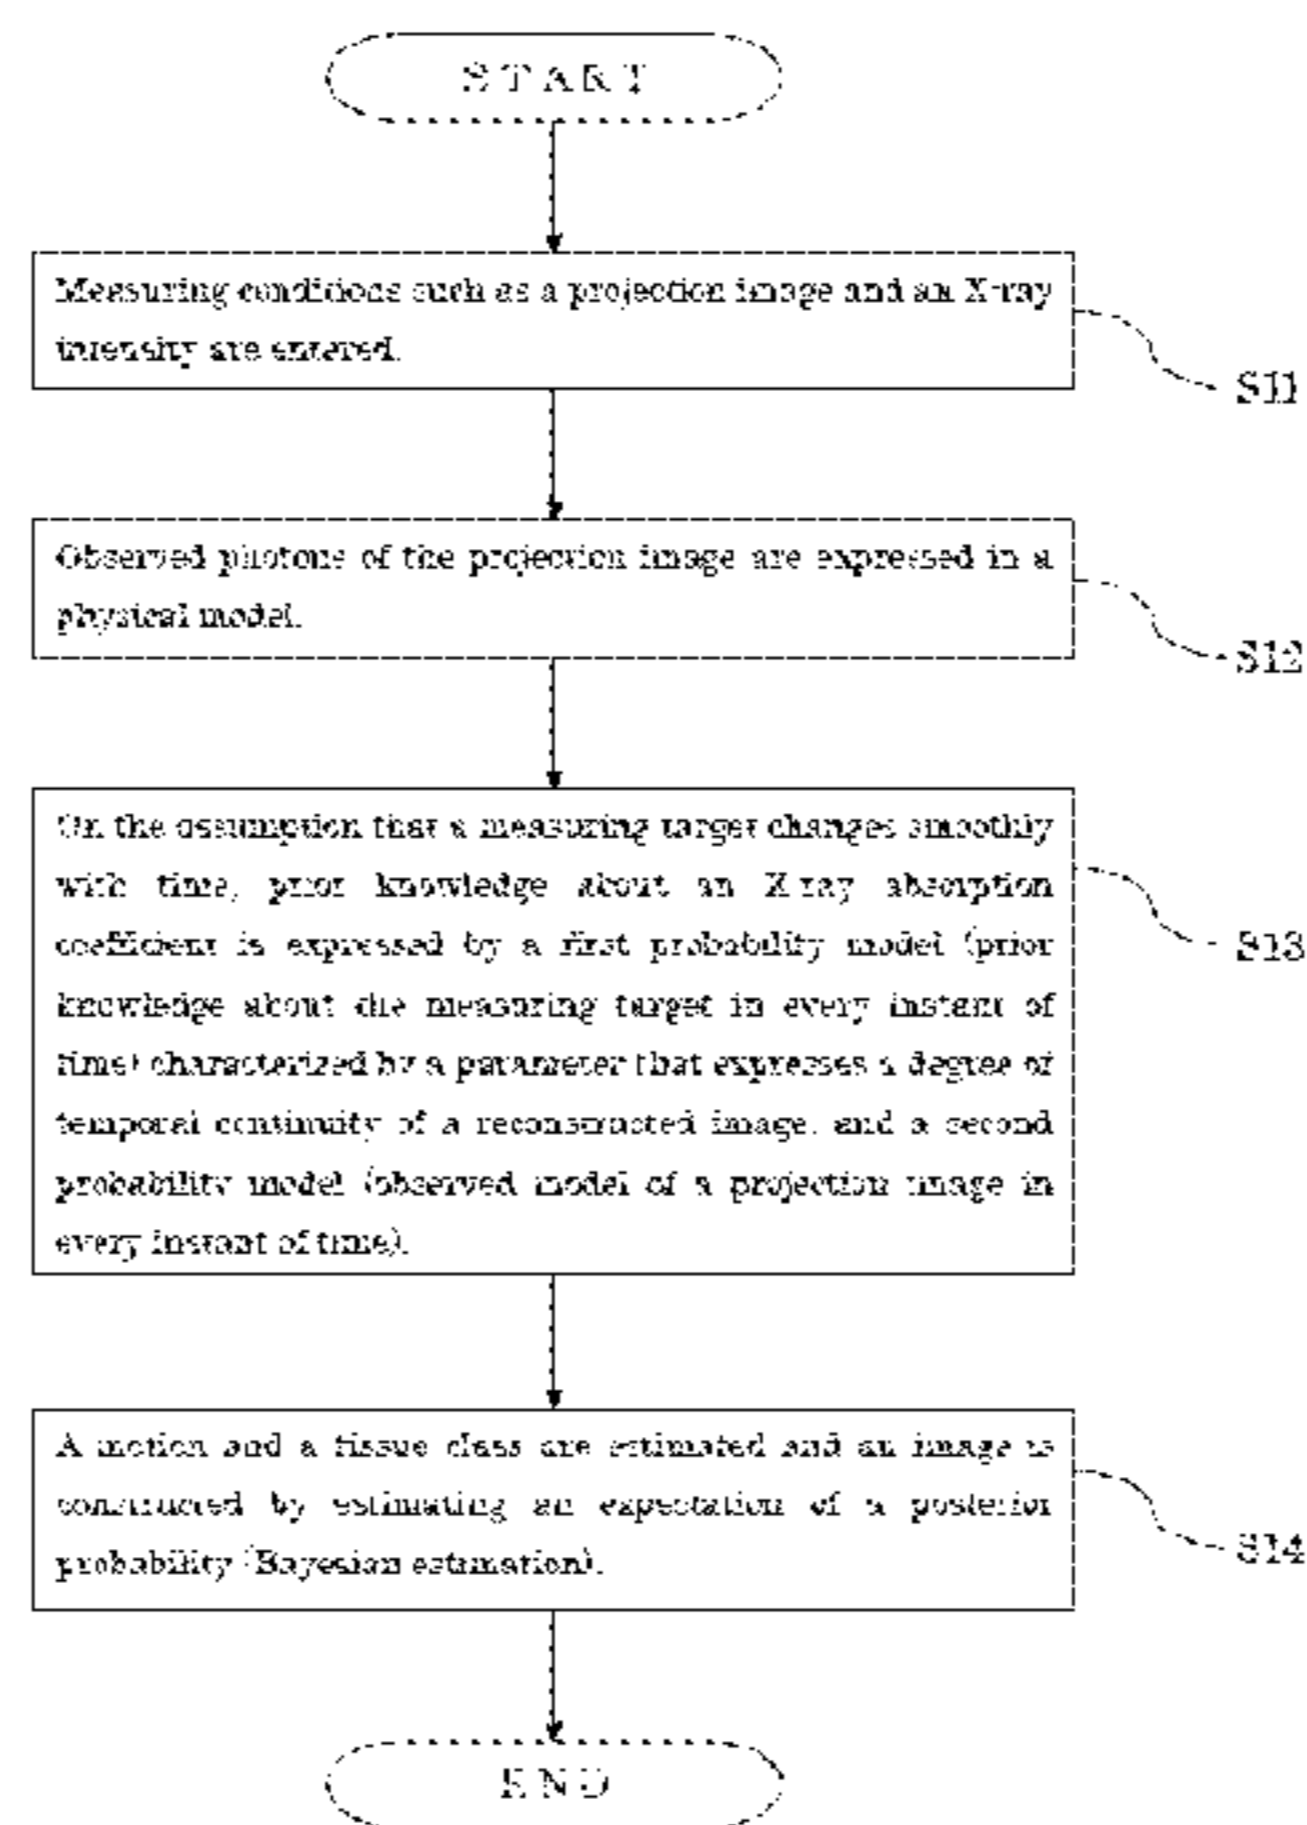 START
Measuring conditions such as a projection image and an X-ray
intensity are entered.
S11
Observed photons of the projection image are expressed in a
physical model.
S12
On the assumption that a measuring target changes smoothly
with time, prior knowledge about an X-ray absorption
coefficient is expressed by a first probability model (prior
knowledge about the measuring target in every instant of
time) characterized by a parameter that expresses a degree of
temporal continuity of a reconstructed image, and a second
probability model (observed model of a projection image in
every instant of time).
S13
A motion and a tissue class are estimated and an image is
constructed by estimating an expectation of a posterior
probability (Bayesian estimation).
S14
END